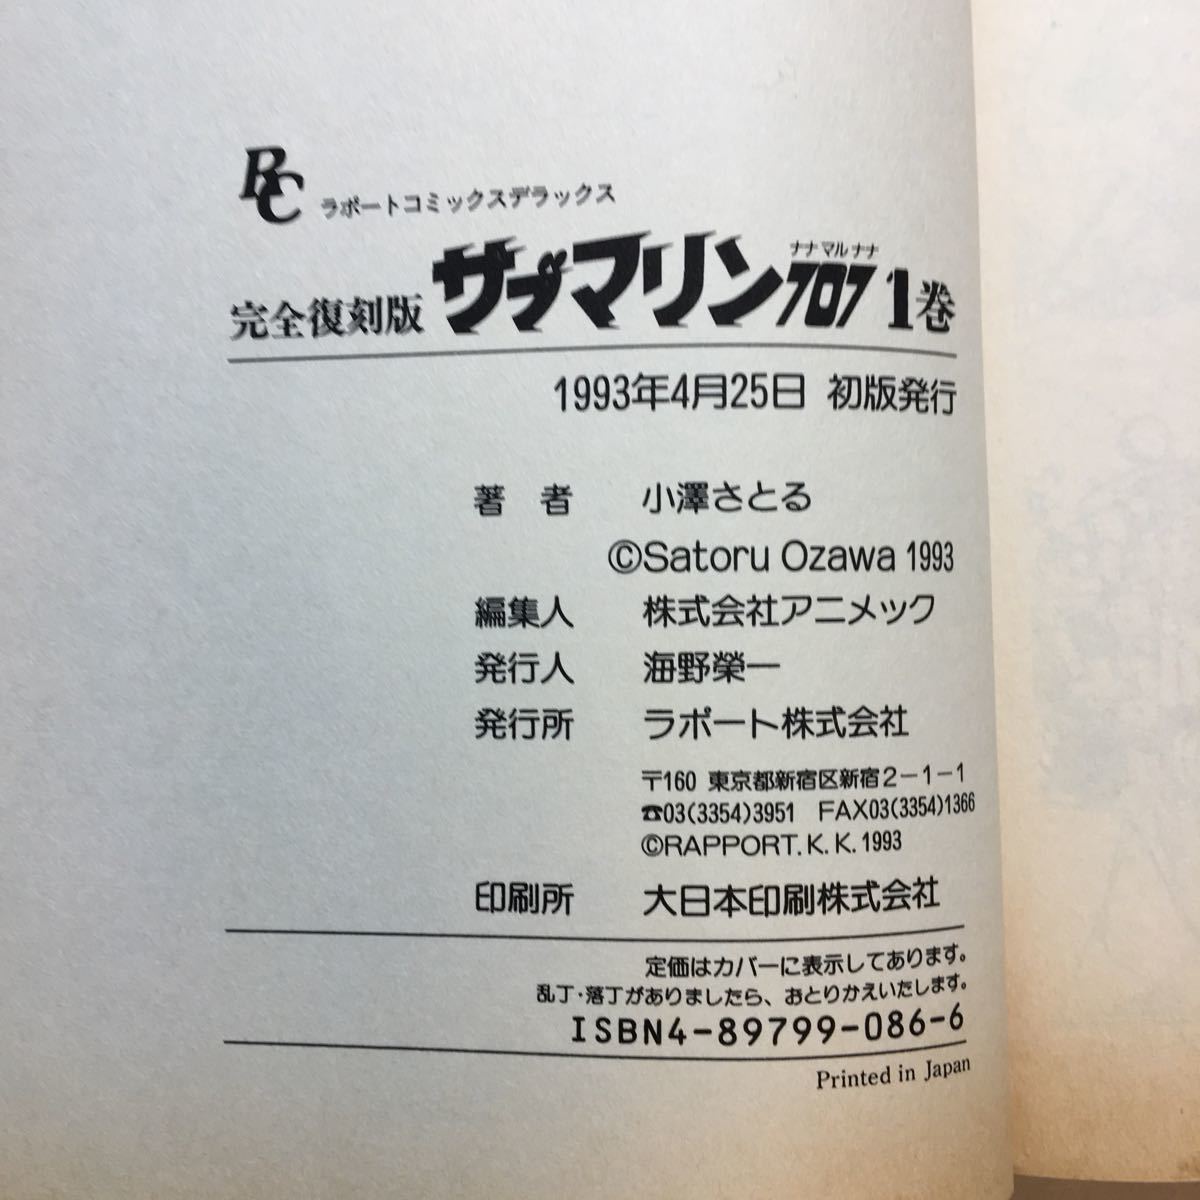 RC ラポートコミックスデラックス
ナナマルナナ
完全復刻版 サブマリン707 1巻
1993年4月25日 初版発行
著 者 小澤さとる
©Satoru Ozawa 1993
編集人 株式会社アニメック
発行人 海野榮一
発行所 ラポート株式会社
〒160 東京都新宿区新宿2-1-1
☎03(3354)3951 FAX03(3354)1366
©RAPPORT.K.K.1993
印刷所 大日本印刷株式会社
定価はカバーに表示してあります。
乱丁・落丁がありましたら、おとりかえいたします。
ISBN4-89799-086-6
Printed in Japan